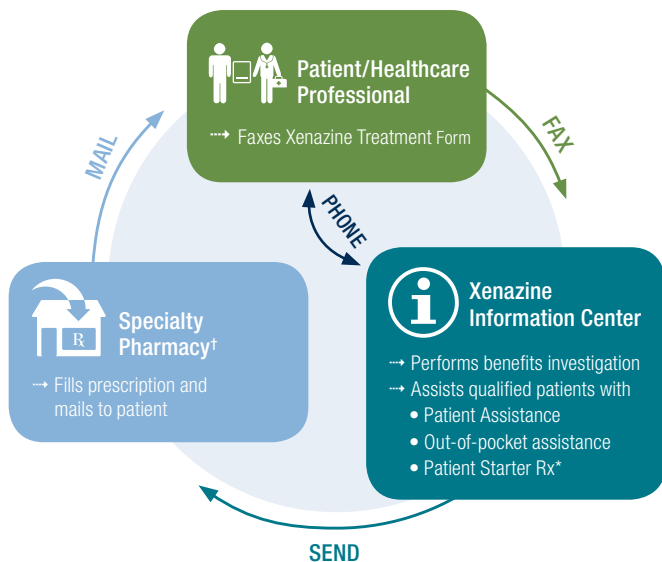 Patient/Healthcare
Professional
⤑ Faxes Xenazine Treatment Form
MAIL
FAX
PHONE
Specialty
Pharmacy†
⤑ Fills prescription and
mails to patient
R
Xenazine
Information Center
⤑ Performs benefits investigation
⤑ Assists qualified patients with
• Patient Assistance
• Out-of-pocket assistance
• Patient Starter Rx*
SEND